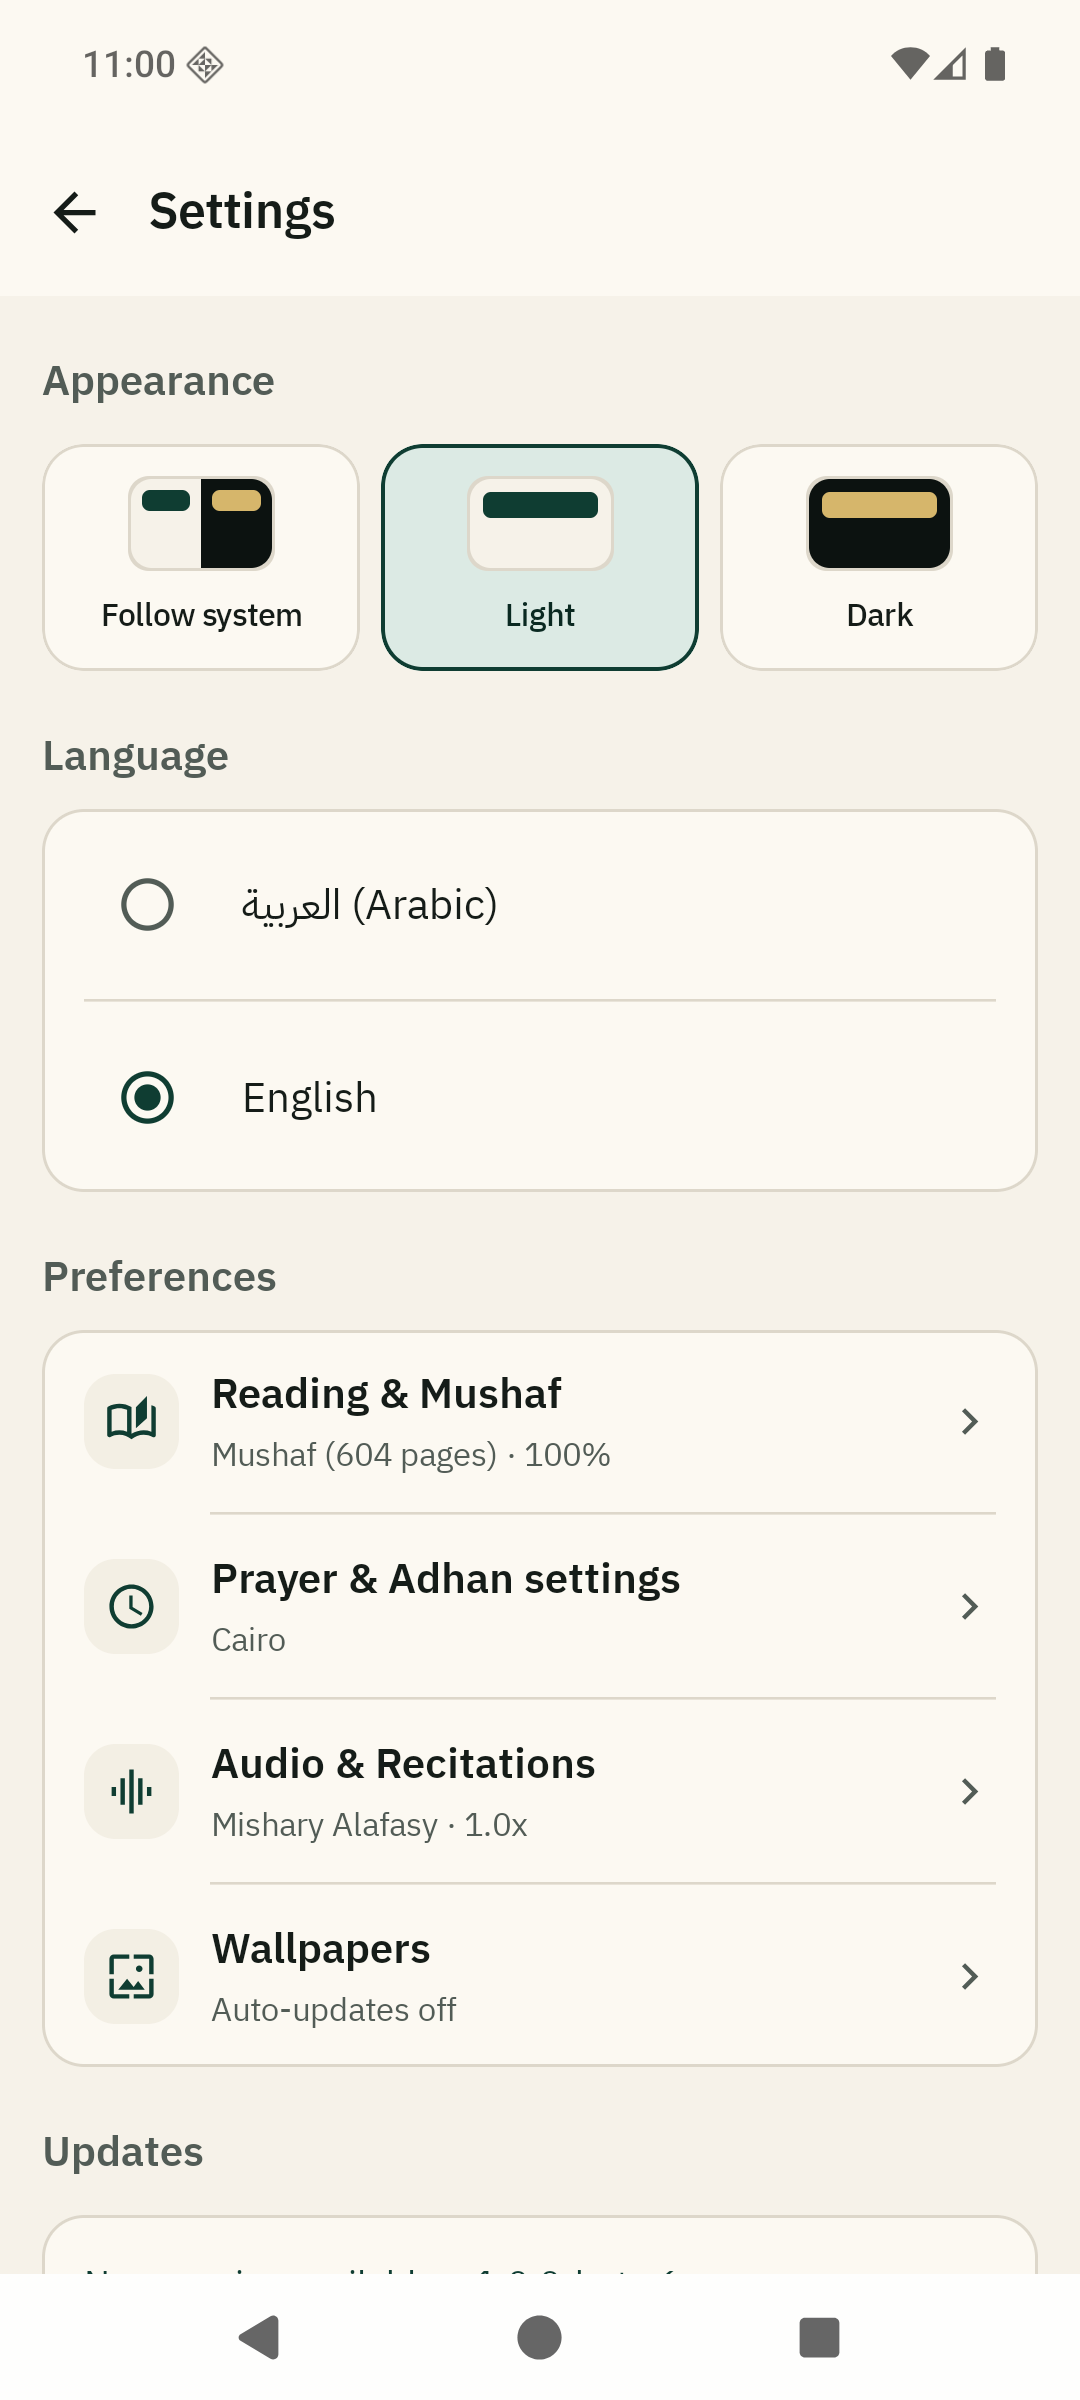 11:00
Settings
Appearance
Follow system
Light
Dark
Language
العربية (Arabic)
English
Preferences
Reading & Mushaf
Mushaf (604 pages) · 100%
Prayer & Adhan settings
Cairo
Audio & Recitations
Mishary Alafasy · 1.0x
Wallpapers
Auto-updates off
Updates